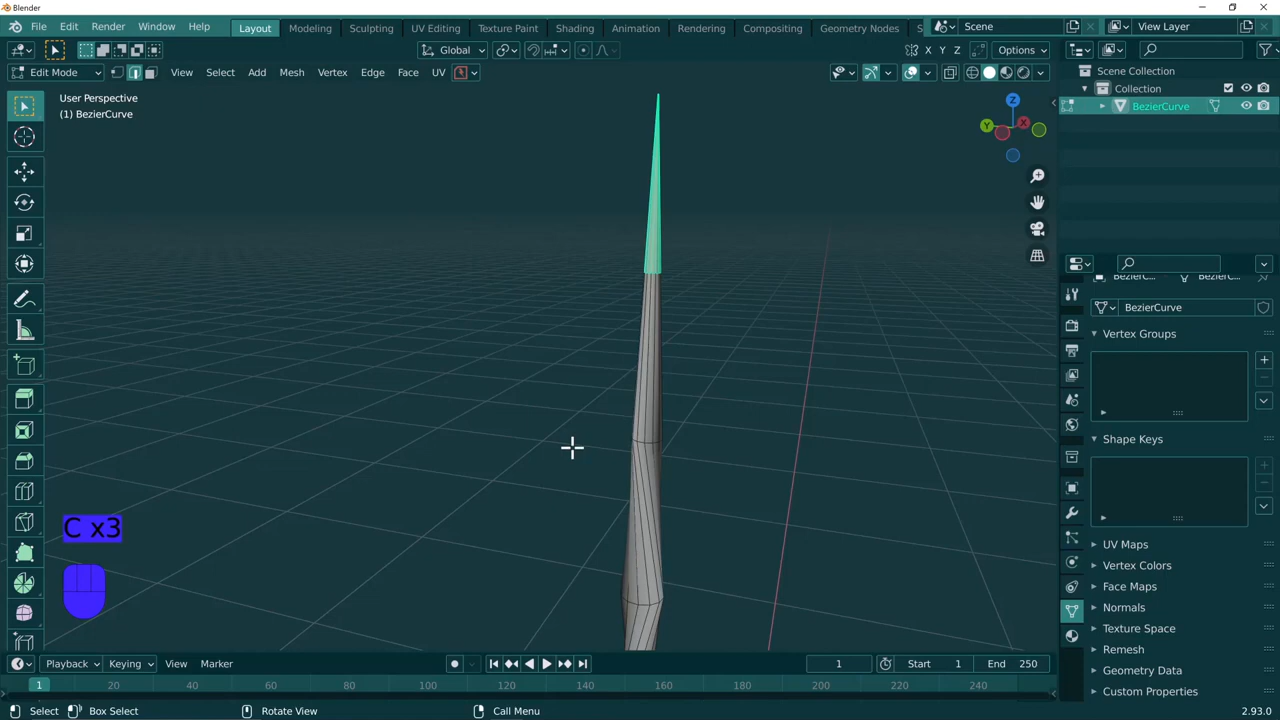 Blender
File Edit Render Window Help Layout Modeling Sculpting UV Editing Texture Paint Shading Animation Rendering Compositing Geometry Nodes S Scene View Layer
Global X Y Z Options
Edit Mode View Select Add Mesh Vertex Edge Face UV
User Perspective
(1) BezierCurve
Z
Y
X
Scene Collection
Collection
BezierCurve
BezierC... BezierC...
BezierCurve
Vertex Groups
Shape Keys
UV Maps
Vertex Colors
Face Maps
Normals
Texture Space
Remesh
Geometry Data
Custom Properties
C x3
Playback Keying View Marker 1 Start 1 End 250
1 20 40 60 80 100 120 140 160 180 200 220 240
Select Box Select Rotate View Call Menu 2.93.0